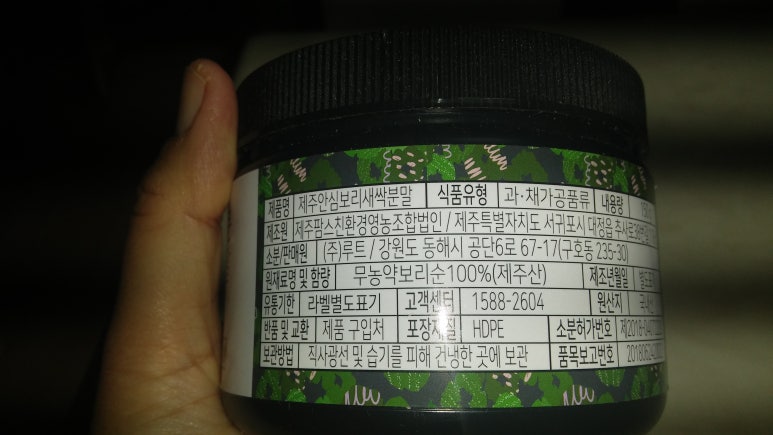 제품명 제주안심보리새싹분말 식품유형 과·채가공품류 내용량
제조원 제주팜스친환경영농조합법인 / 제주특별자치도 서귀포시 대정읍
소분/판매원 (주)루트 / 강원도 동해시 공단6로 67-17(구호동 235-30)
원재료명 및 함량 무농약보리순100%(제주산) 제조년월일
유통기한 라벨별도표기 고객센터 1588-2604 원산지 국내산
반품 및 교환 제품 구입처 포장재질 HDPE 소분허가번호
보관방법 직사광선 및 습기를 피해 건냉한 곳에 보관 품목보고번호